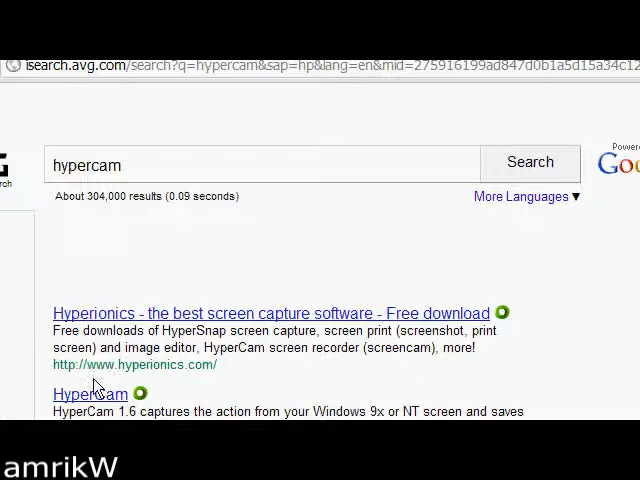 isearch.avg.com/search?q=hypercam&sap=hp&lang=en&mid=275916199ad847d0b1a5d15a34c12
Powere
G
hypercam
Search
Goo
arch
About 304,000 results (0.09 seconds)
More Languages ▼
Hyperionics - the best screen capture software - Free download
Free downloads of HyperSnap screen capture, screen print (screenshot, print
screen) and image editor, HyperCam screen recorder (screencam), more!
http://www.hyperionics.com/
HyperCam
HyperCam 1.6 captures the action from your Windows 9x or NT screen and saves
amrikW